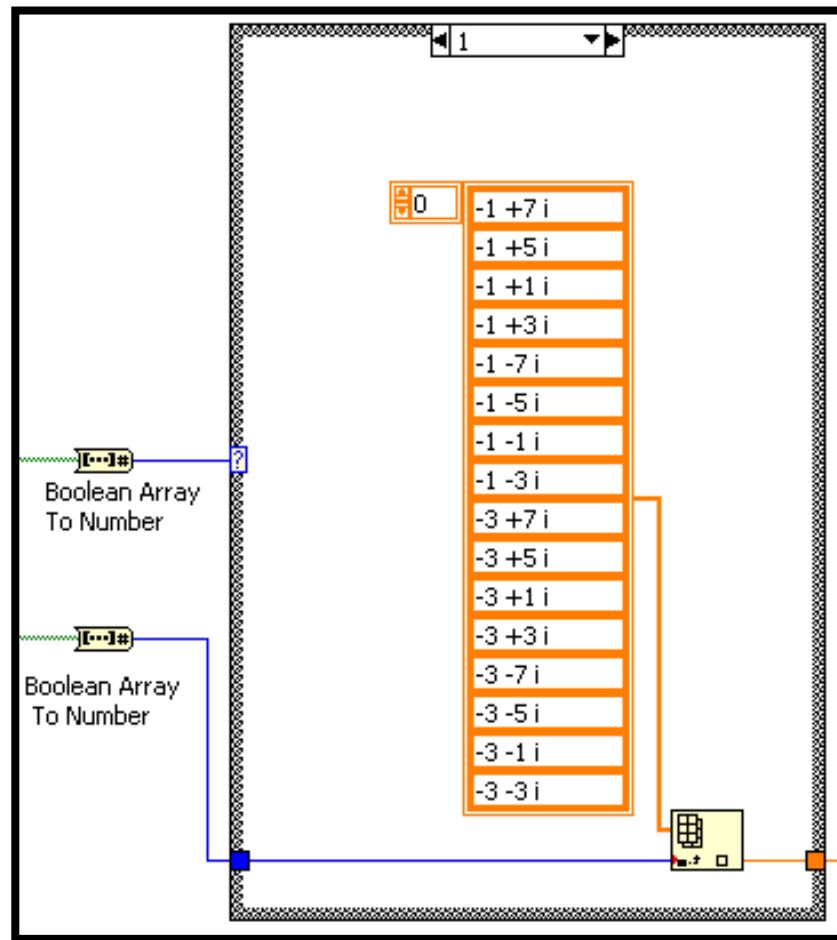 1
0
-1 +7 i
-1 +5 i
-1 +1 i
-1 +3 i
-1 -7 i
-1 -5 i
-1 -1 i
-1 -3 i
-3 +7 i
-3 +5 i
-3 +1 i
-3 +3 i
-3 -7 i
-3 -5 i
-3 -1 i
-3 -3 i
[···]#
?
Boolean Array
To Number
[···]#
Boolean Array
To Number